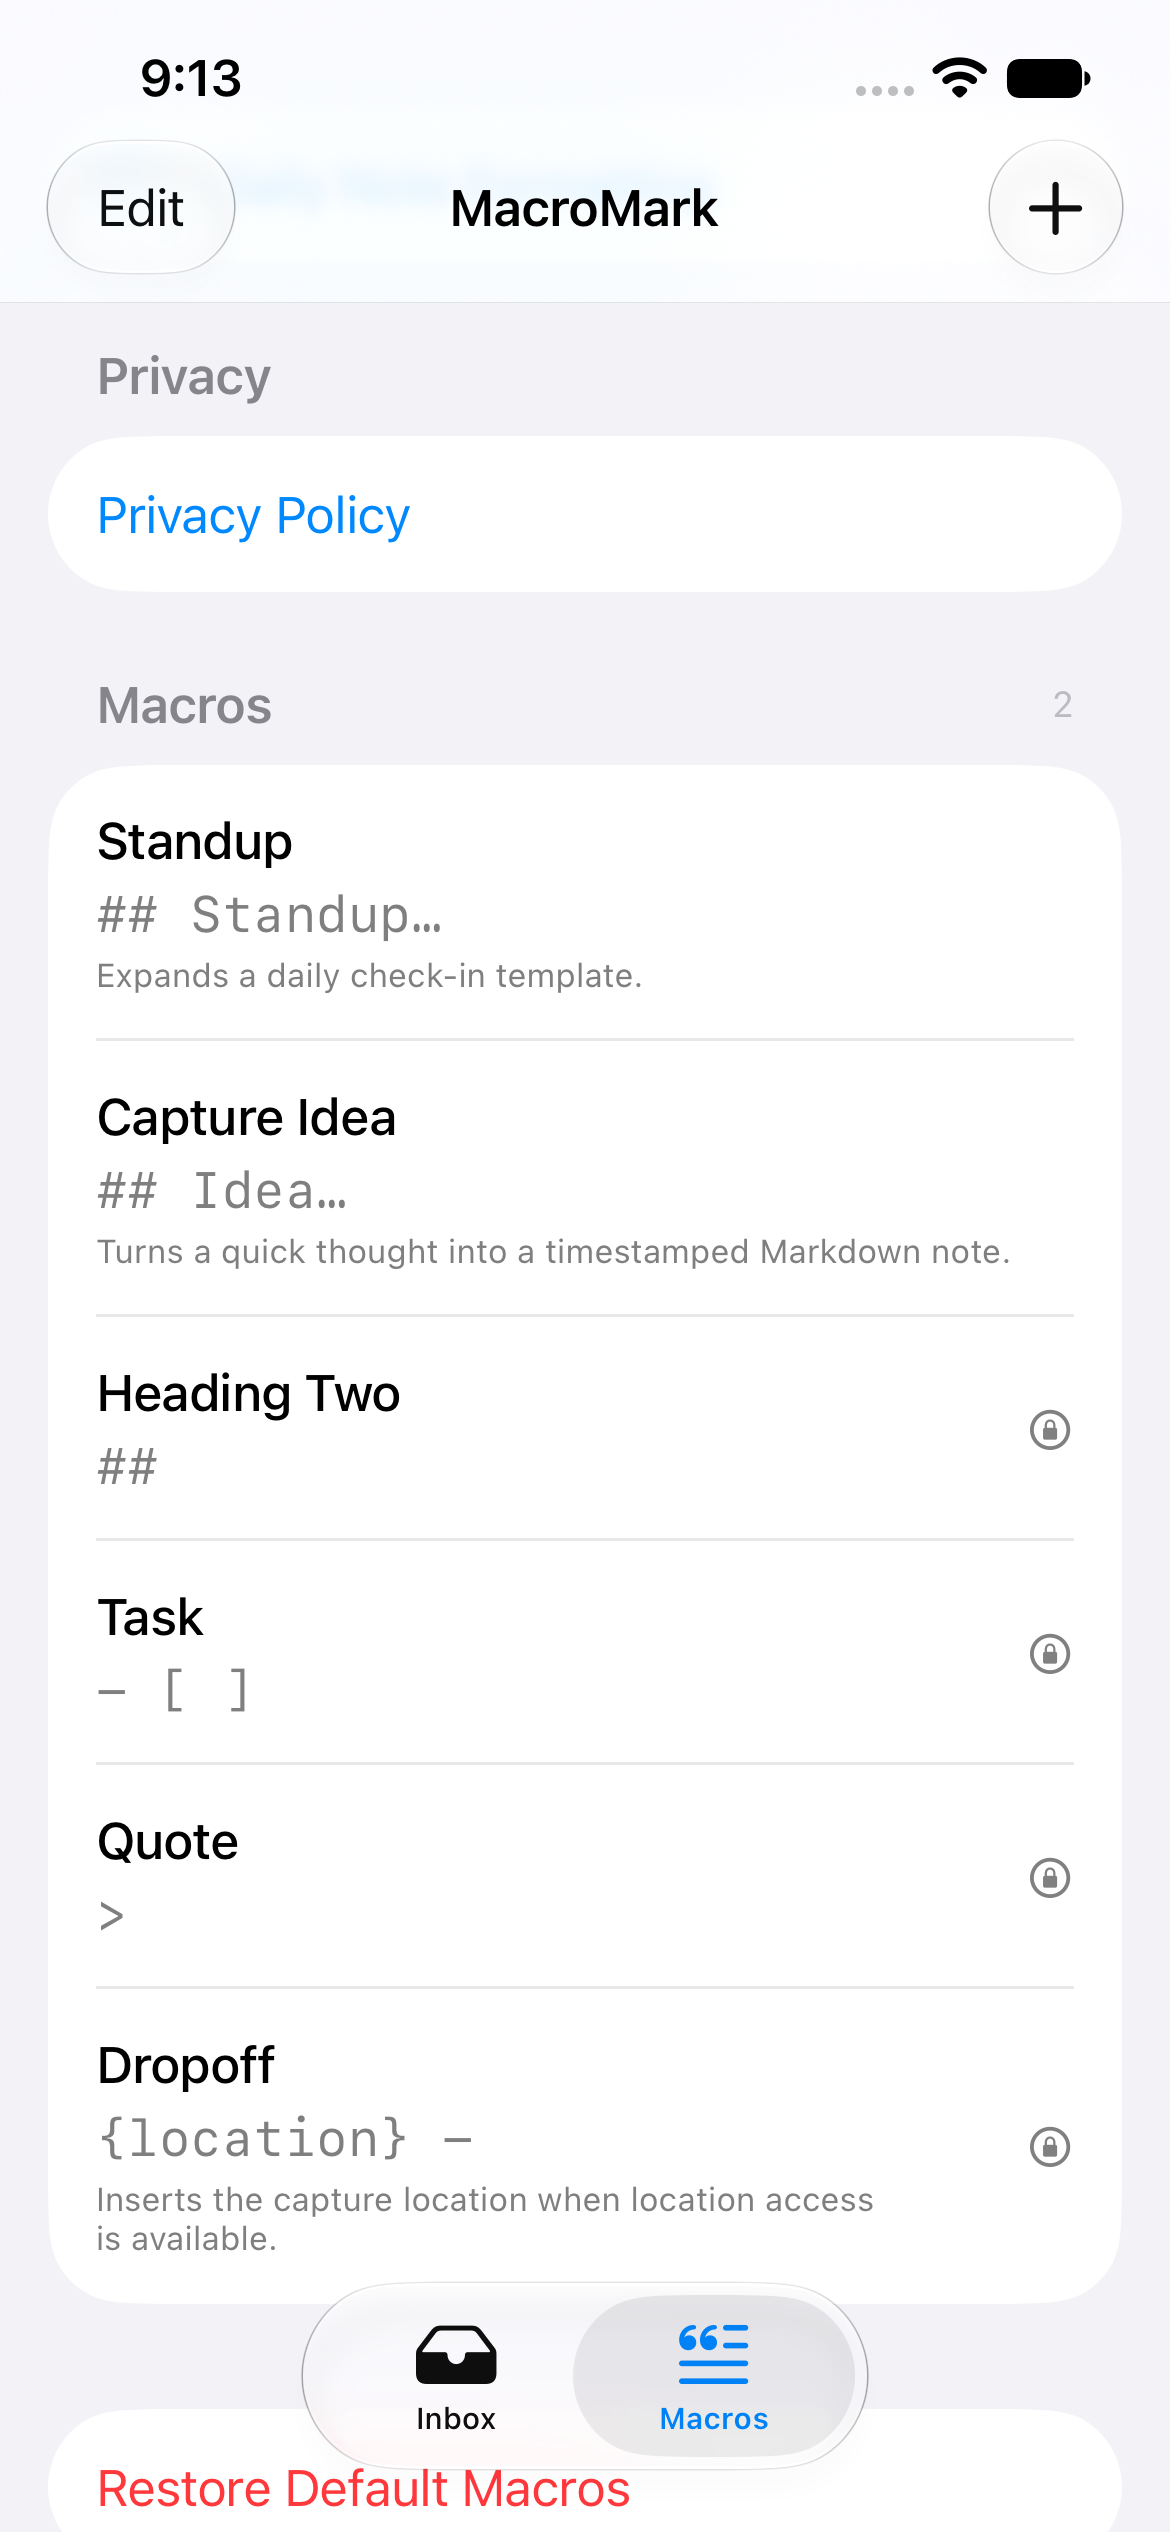 9:13
Edit
MacroMark
Privacy
Privacy Policy
Macros
2
Standup
## Standup…
Expands a daily check-in template.
Capture Idea
## Idea…
Turns a quick thought into a timestamped Markdown note.
Heading Two
##
Task
- [ ]
Quote
>
Dropoff
{location} -
Inserts the capture location when location access
is available.
Inbox
Macros
Restore Default Macros